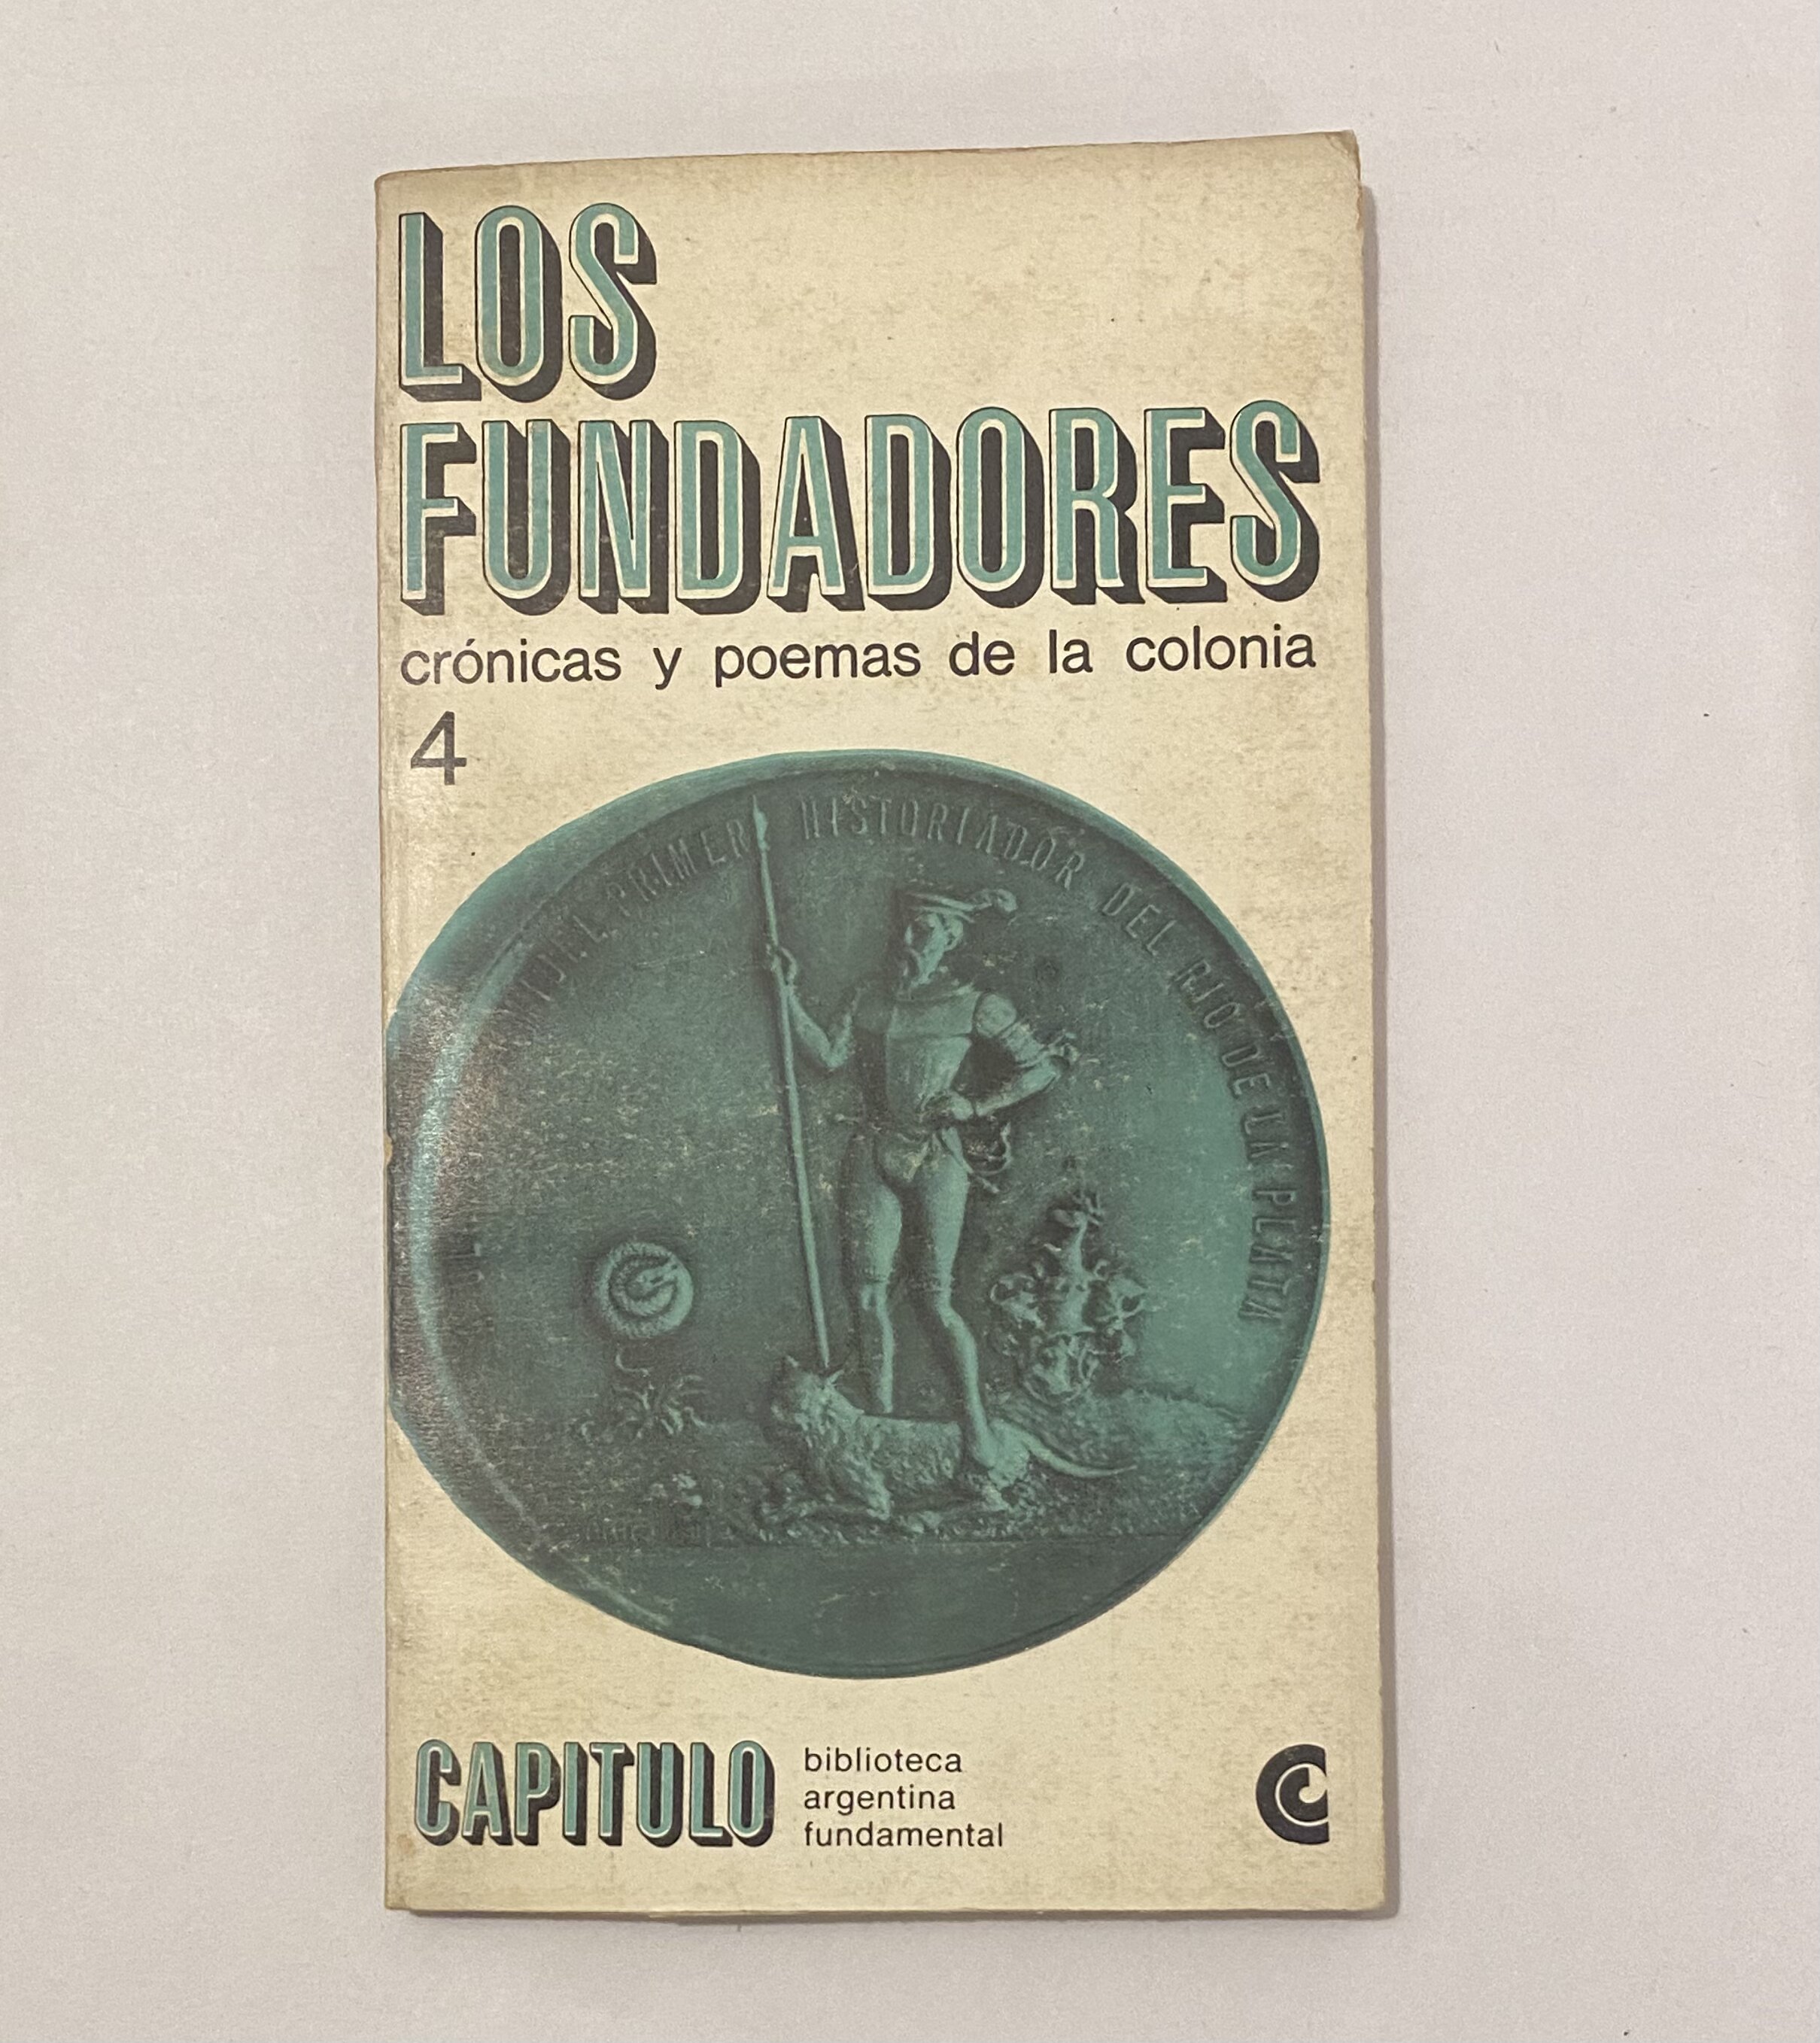 LOS
FUNDADORES
crónicas y poemas de la colonia
4
PRIMER HISTORIADOR DEL RIO DE LA PLATA
CAPITULO
biblioteca
argentina
fundamental